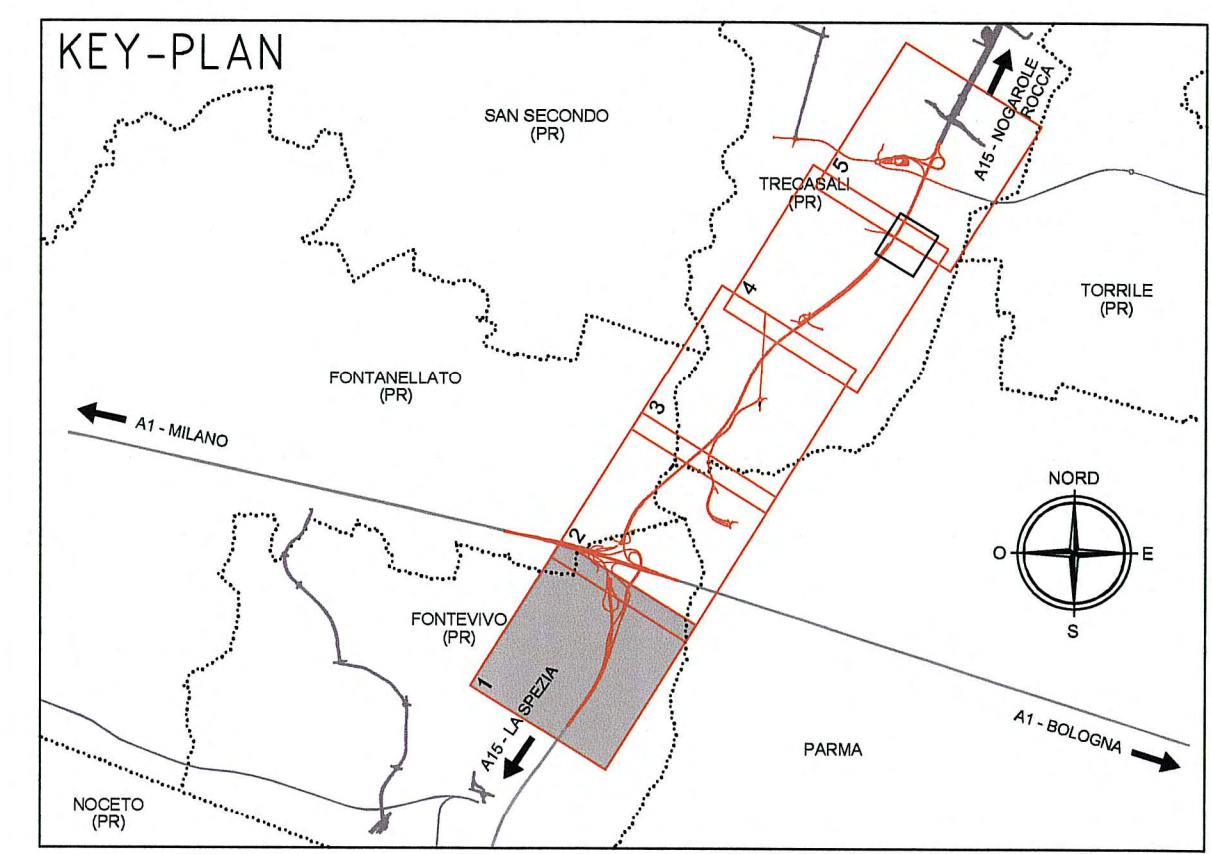 KEY-PLAN
SAN SECONDO
(PR)
A15 - NOGAROLE
ROCCA
5
TRECASALI
(PR)
4
TORRILE
(PR)
FONTANELLATO
(PR)
3
A1 - MILANO
NORD
2
O
E
S
FONTEVIVO
(PR)
1
A15 - LA SPEZIA
A1 - BOLOGNA
PARMA
NOCETO
(PR)